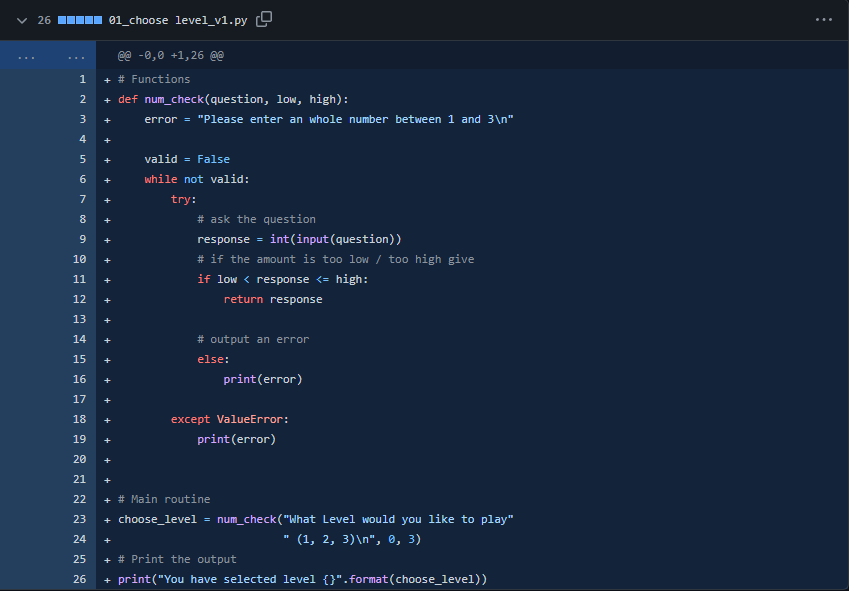 26 01_choose level_v1.py
... ... @@ -0,0 +1,26 @@
1 + # Functions
2 + def num_check(question, low, high):
3 +     error = "Please enter an whole number between 1 and 3\n"
4 +
5 +     valid = False
6 +     while not valid:
7 +         try:
8 +             # ask the question
9 +             response = int(input(question))
10 +             # if the amount is too low / too high give
11 +             if low < response <= high:
12 +                 return response
13 +
14 +             # output an error
15 +             else:
16 +                 print(error)
17 +
18 +         except ValueError:
19 +             print(error)
20 +
21 +
22 + # Main routine
23 + choose_level = num_check("What Level would you like to play"
24 +                          " (1, 2, 3)\n", 0, 3)
25 + # Print the output
26 + print("You have selected level {}".format(choose_level))